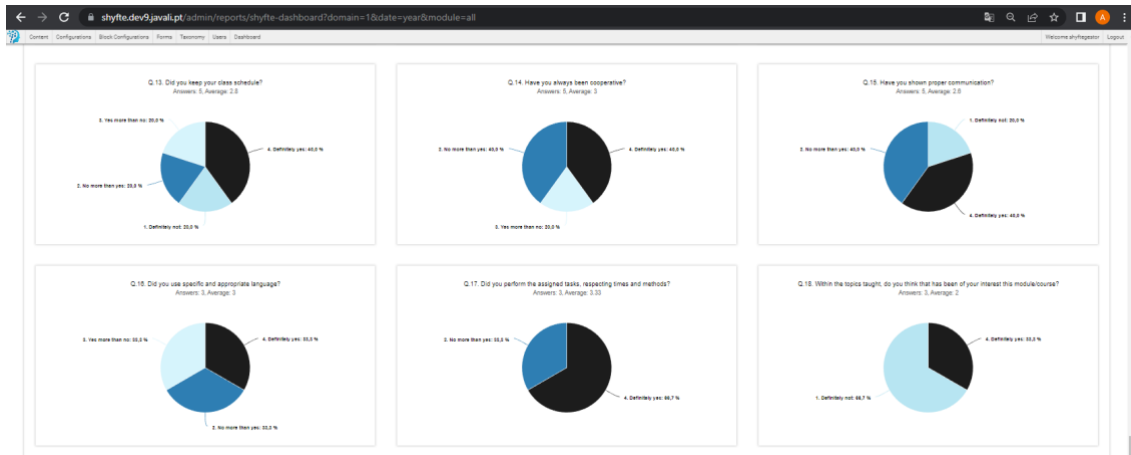 shyfte.dev9.javali.pt/admin/reports/shyfte-dashboard?domain=1&date=year&module=all
Content Configurations Block Configurations Forms Taxonomy Users Dashboard Welcome shyfregestor Logout
Q.13. Did you keep your class schedule?
Answers: 5, Average: 2.8
3. Yes more than no: 20,0 %
4. Definitely yes: 40,0 %
2. No more than yes: 20,0 %
1. Definitely not: 20,0 %
Q.14. Have you always been cooperative?
Answers: 5, Average: 3
2. No more than yes: 40,0 %
4. Definitely yes: 40,0 %
3. Yes more than no: 20,0 %
Q.15. Have you shown proper communication?
Answers: 5, Average: 2.6
1. Definitely not: 20,0 %
2. No more than yes: 40,0 %
4. Definitely yes: 40,0 %
Q.16. Did you use specific and appropriate language?
Answers: 3, Average: 3
3. Yes more than no: 33,3 %
4. Definitely yes: 33,3 %
2. No more than yes: 33,3 %
Q.17. Did you perform the assigned tasks, respecting times and methods?
Answers: 3, Average: 3.33
2. No more than yes: 33,3 %
4. Definitely yes: 66,7 %
Q.18. Within the topics taught, do you think that has been of your interest this module/course?
Answers: 3, Average: 2
4. Definitely yes: 33,3 %
1. Definitely not: 66,7 %